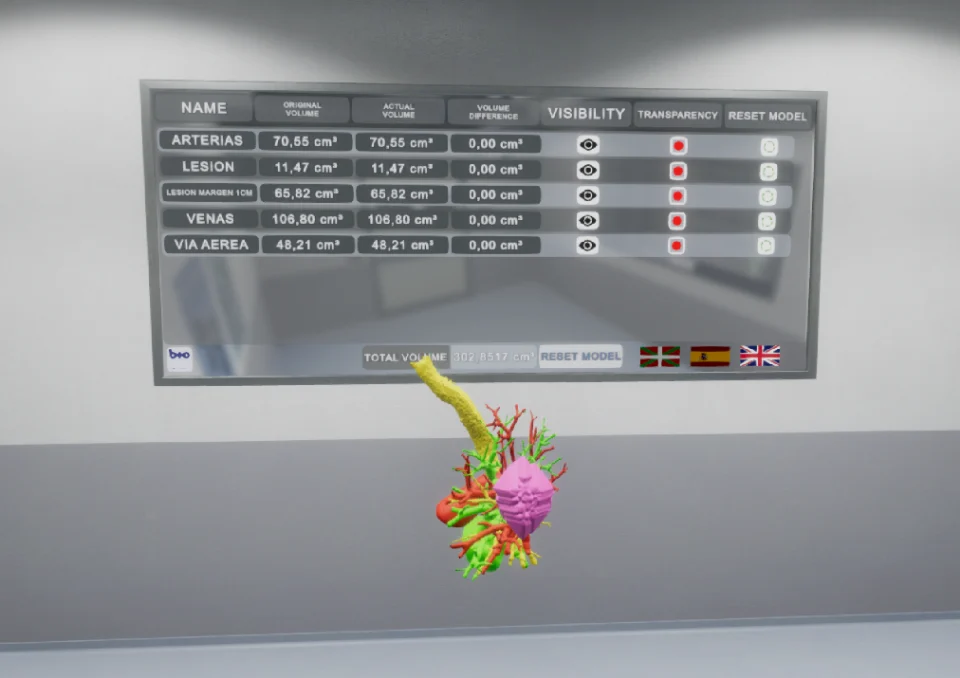 NAME ORIGINAL VOLUME ACTUAL VOLUME VOLUME DIFFERENCE VISIBILITY TRANSPARENCY RESET MODEL
ARTERIAS 70,55 cm³ 70,55 cm³ 0,00 cm³
LESION 11,47 cm³ 11,47 cm³ 0,00 cm³
LESION MARGEN 1CM 65,82 cm³ 65,82 cm³ 0,00 cm³
VENAS 106,80 cm³ 106,80 cm³ 0,00 cm³
VIA AEREA 48,21 cm³ 48,21 cm³ 0,00 cm³
TOTAL VOLUME 302,8517 cm³ RESET MODEL